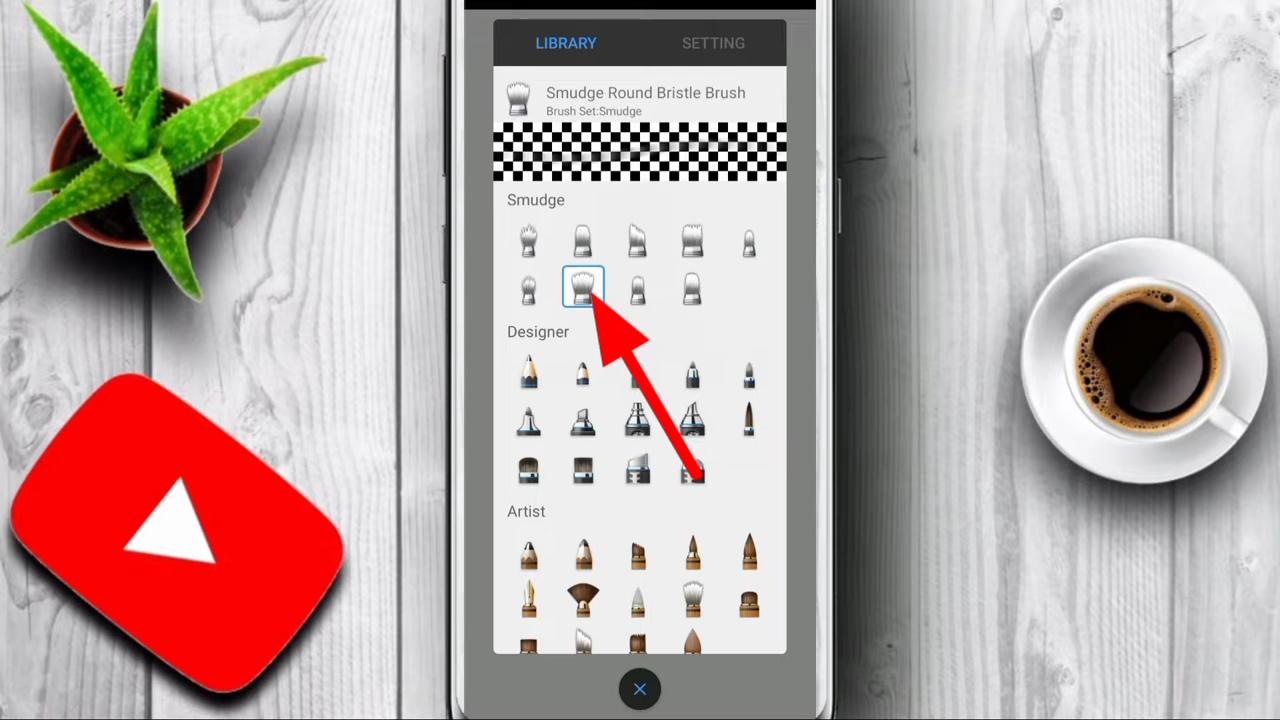 LIBRARY
SETTING
Smudge Round Bristle Brush
Brush Set:Smudge
Smudge
Designer
Artist